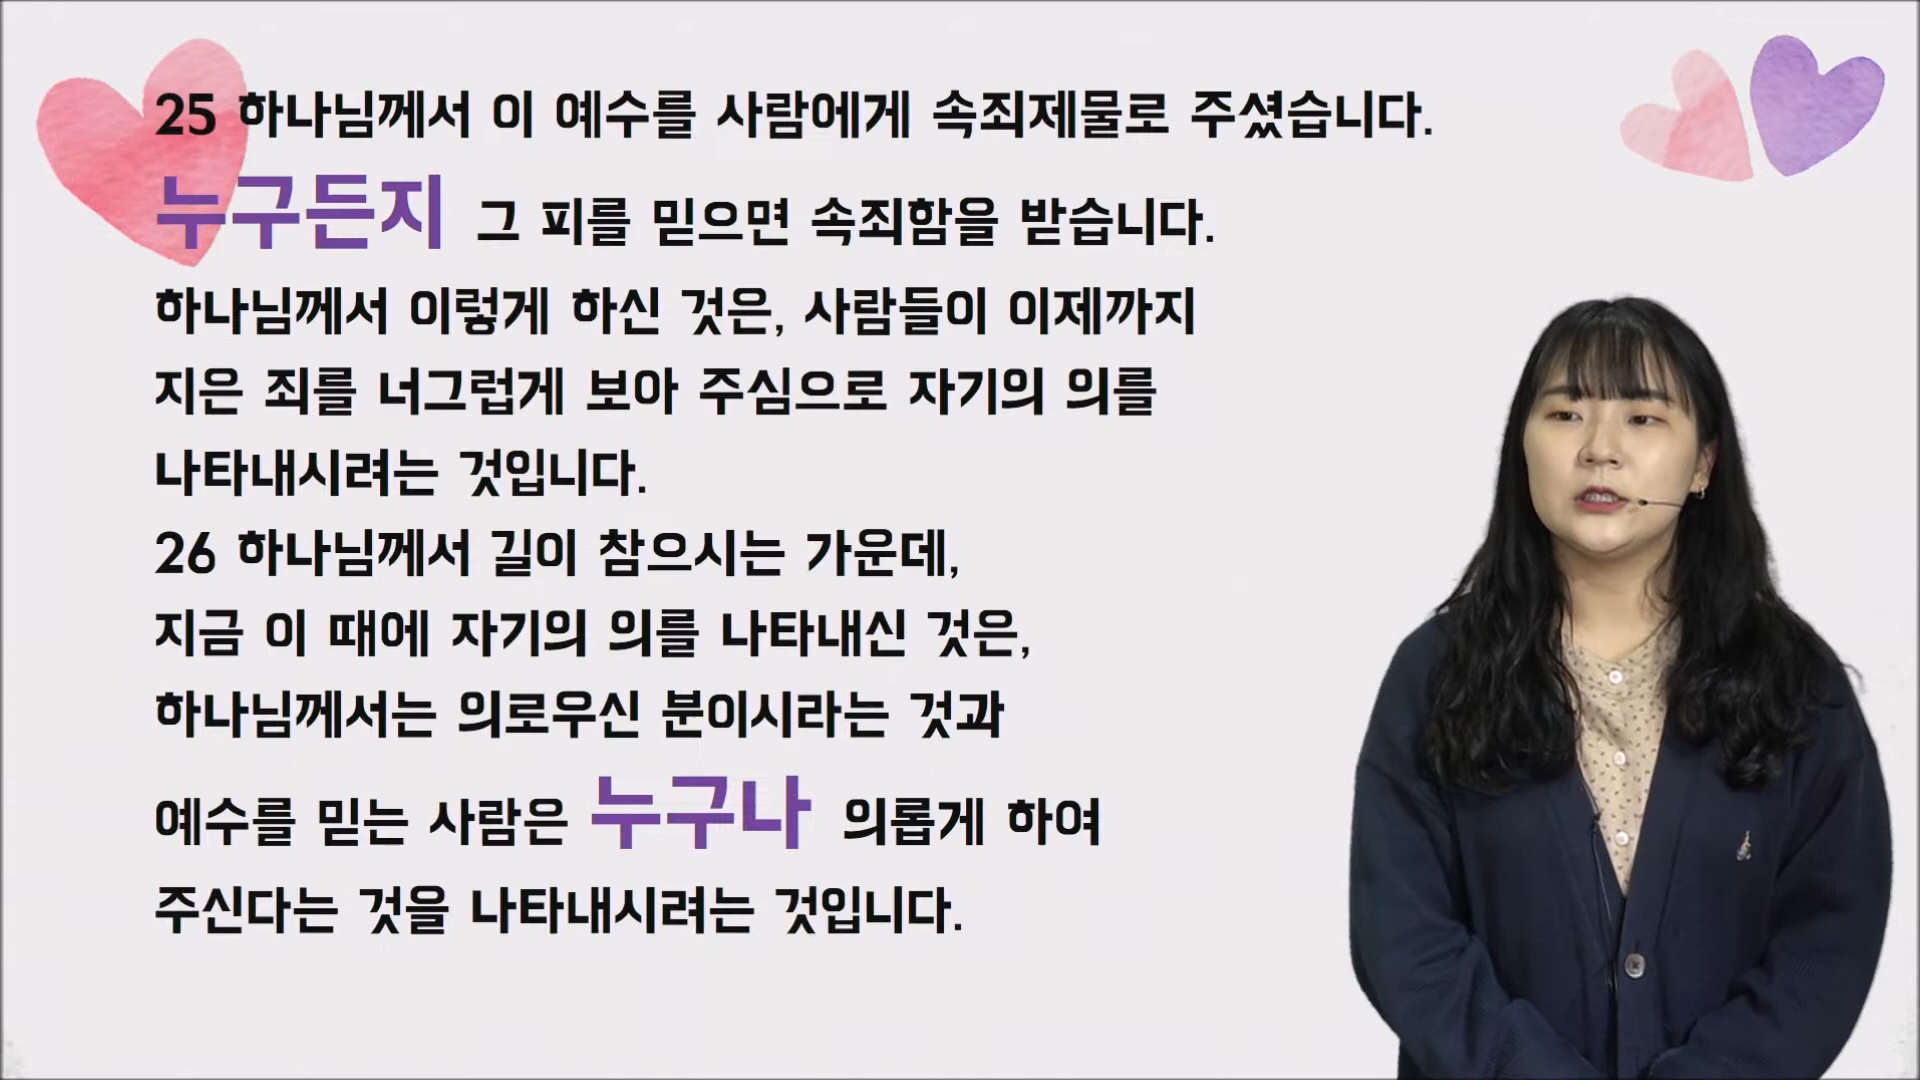 25 하나님께서 이 예수를 사람에게 속죄제물로 주셨습니다.
누구든지 그 피를 믿으면 속죄함을 받습니다.
하나님께서 이렇게 하신 것은, 사람들이 이제까지
지은 죄를 너그럽게 보아 주심으로 자기의 의를
나타내시려는 것입니다.
26 하나님께서 길이 참으시는 가운데,
지금 이 때에 자기의 의를 나타내신 것은,
하나님께서는 의로우신 분이시라는 것과
예수를 믿는 사람은 누구나 의롭게 하여
주신다는 것을 나타내시려는 것입니다.